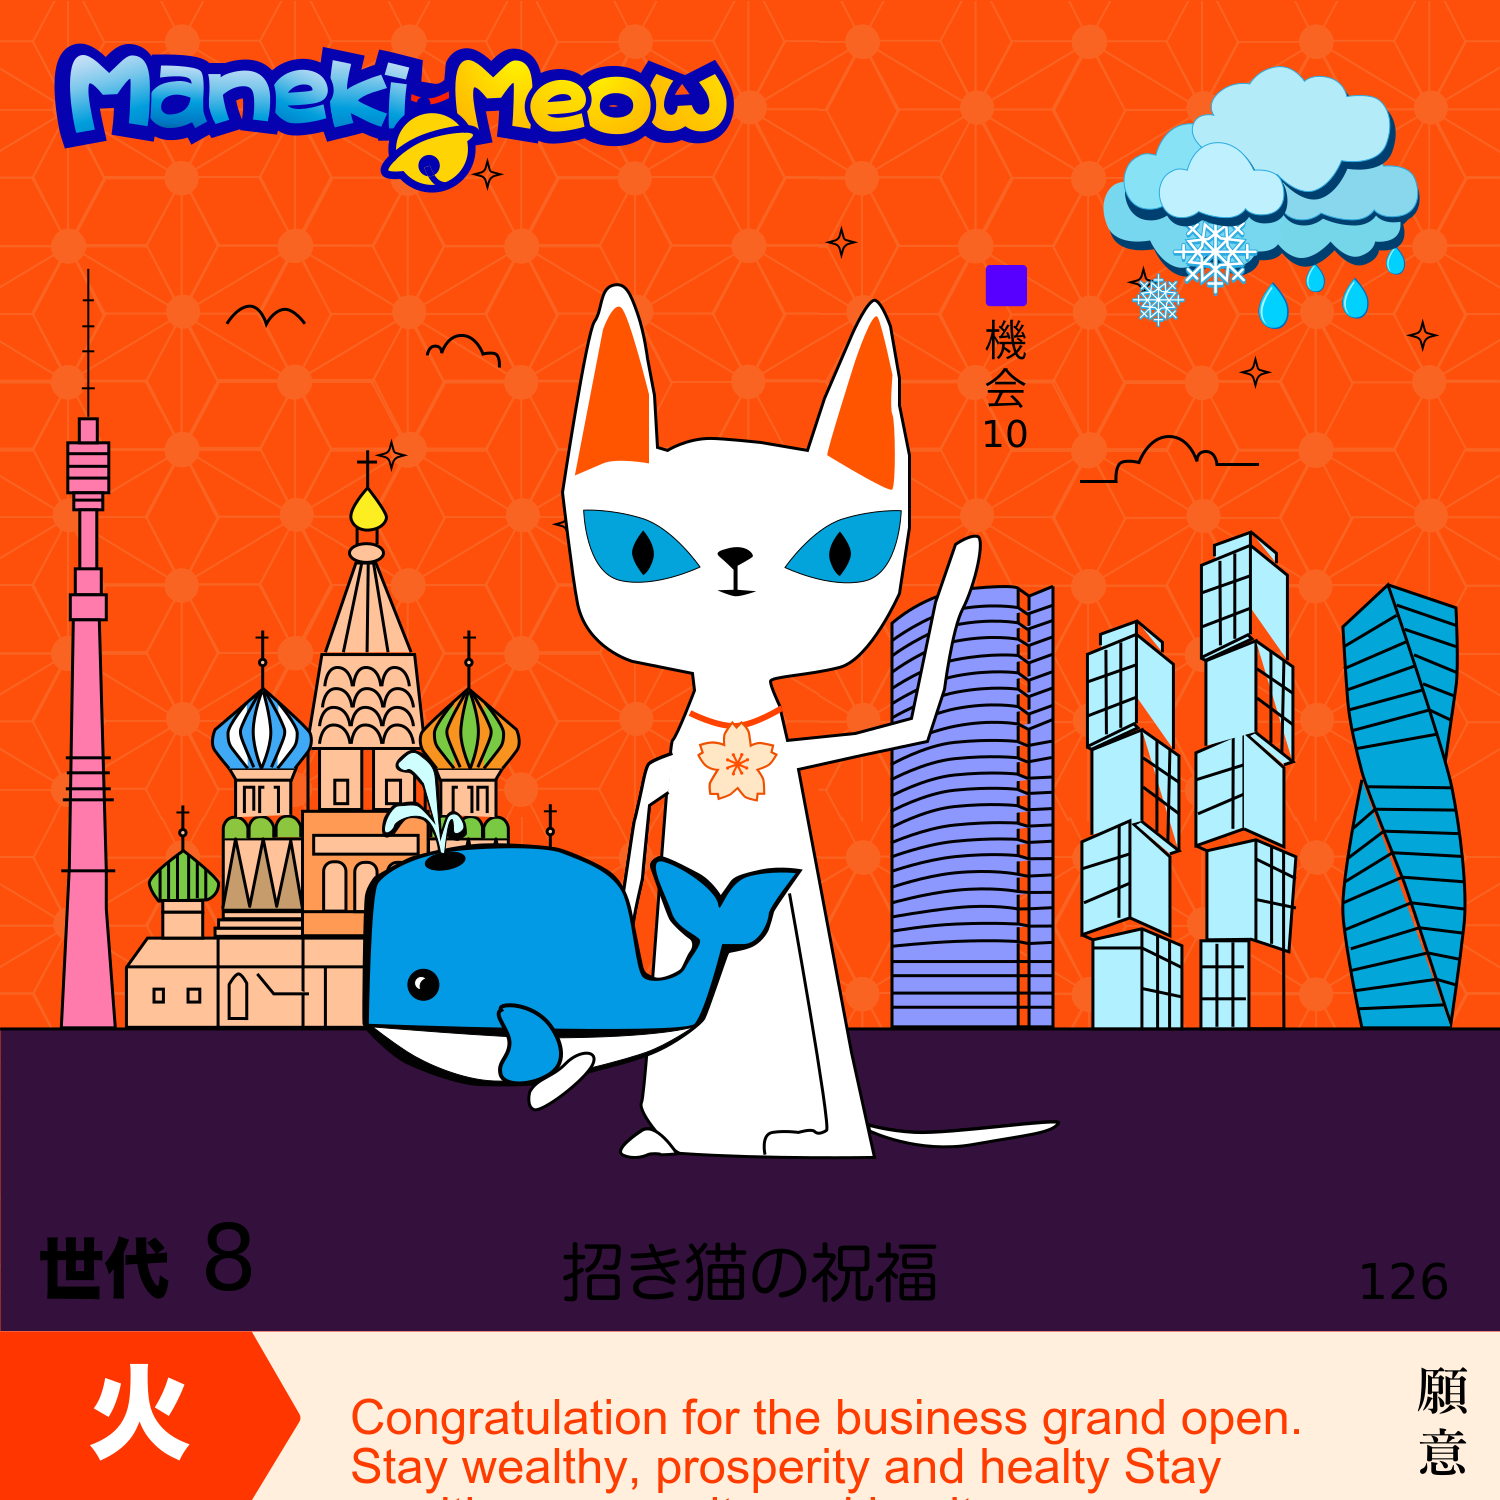 Maneki Meow
機
会
10
世代 8
招き猫の祝福
126
火
Congratulation for the business grand open.
Stay wealthy, prosperity and healty Stay
願
意